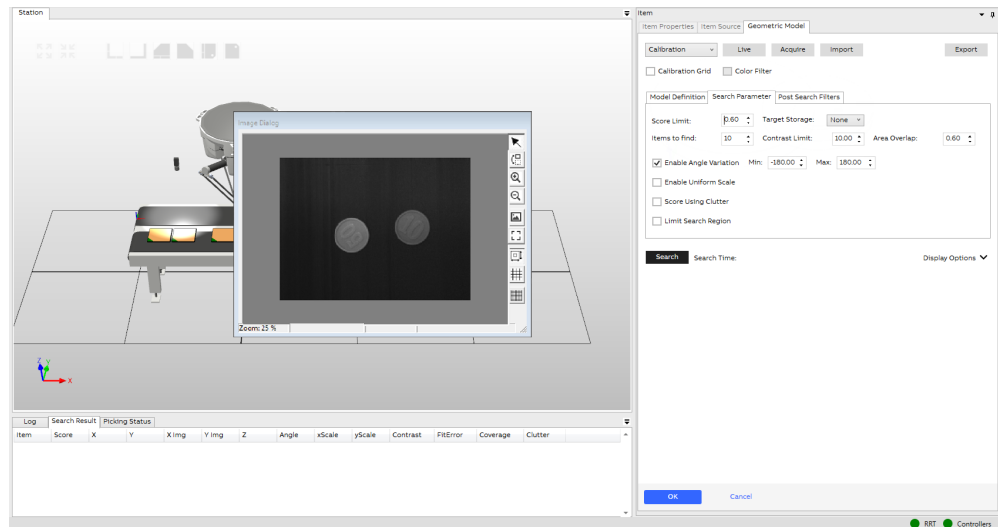 Station
Item
Item Properties Item Source Geometric Model
Calibration Live Acquire Import Export
Calibration Grid Color Filter
Model Definition Search Parameter Post Search Filters
Score Limit: 0.60 Target Storage: None
Items to find: 10 Contrast Limit: 10.00 Area Overlap: 0.60
Enable Angle Variation Min: -180.00 Max: 180.00
Enable Uniform Scale
Score Using Clutter
Limit Search Region
Search Search Time: Display Options
Image Dialog
Zoom: 25 %
Z Y
X
Log Search Result Picking Status
Item Score X Y X Img Y Img Z Angle xScale yScale Contrast FitError Coverage Clutter
OK Cancel
RRT Controllers